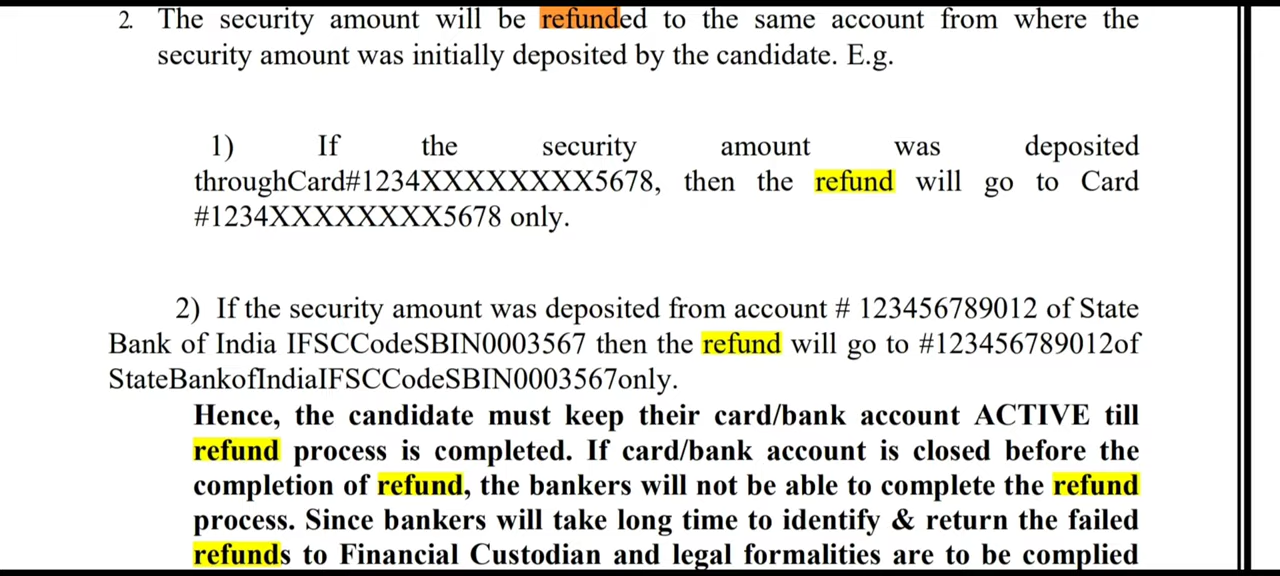 2. The security amount will be refunded to the same account from where the
security amount was initially deposited by the candidate. E.g.
1) If the security amount was deposited
throughCard#1234XXXXXXXX5678, then the refund will go to Card
#1234XXXXXXXX5678 only.
2) If the security amount was deposited from account # 123456789012 of State
Bank of India IFSCCodeSBIN0003567 then the refund will go to #123456789012of
StateBankofIndiaIFSCCodeSBIN0003567only.
Hence, the candidate must keep their card/bank account ACTIVE till
refund process is completed. If card/bank account is closed before the
completion of refund, the bankers will not be able to complete the refund
process. Since bankers will take long time to identify & return the failed
refunds to Financial Custodian and legal formalities are to be complied